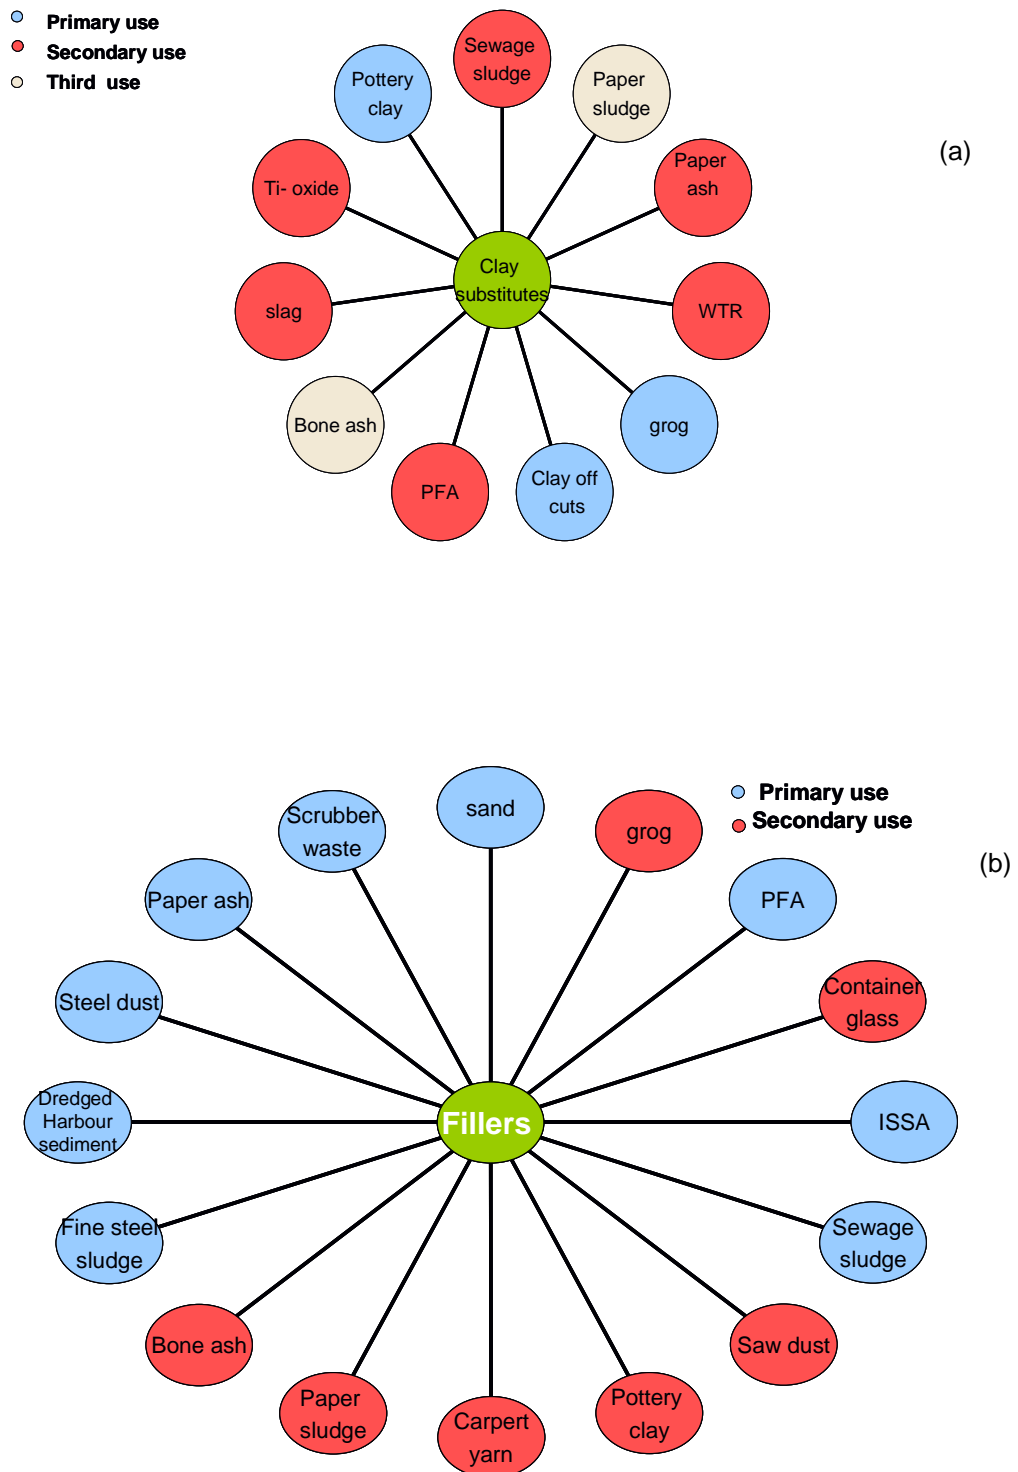 Primary use
Secondary use
Third use
(a)
Sewage
sludge
Pottery
clay
Paper
sludge
Ti- oxide
Paper
ash
Clay
substitutes
slag
WTR
Bone ash
grog
PFA
Clay off
cuts
Primary use
Secondary use
(b)
sand
Scrubber
waste
grog
Paper ash
PFA
Steel dust
Container
glass
Dredged
Harbour
sediment
Fillers
ISSA
Fine steel
sludge
Sewage
sludge
Bone ash
Saw dust
Paper
sludge
Carpert
yarn
Pottery
clay